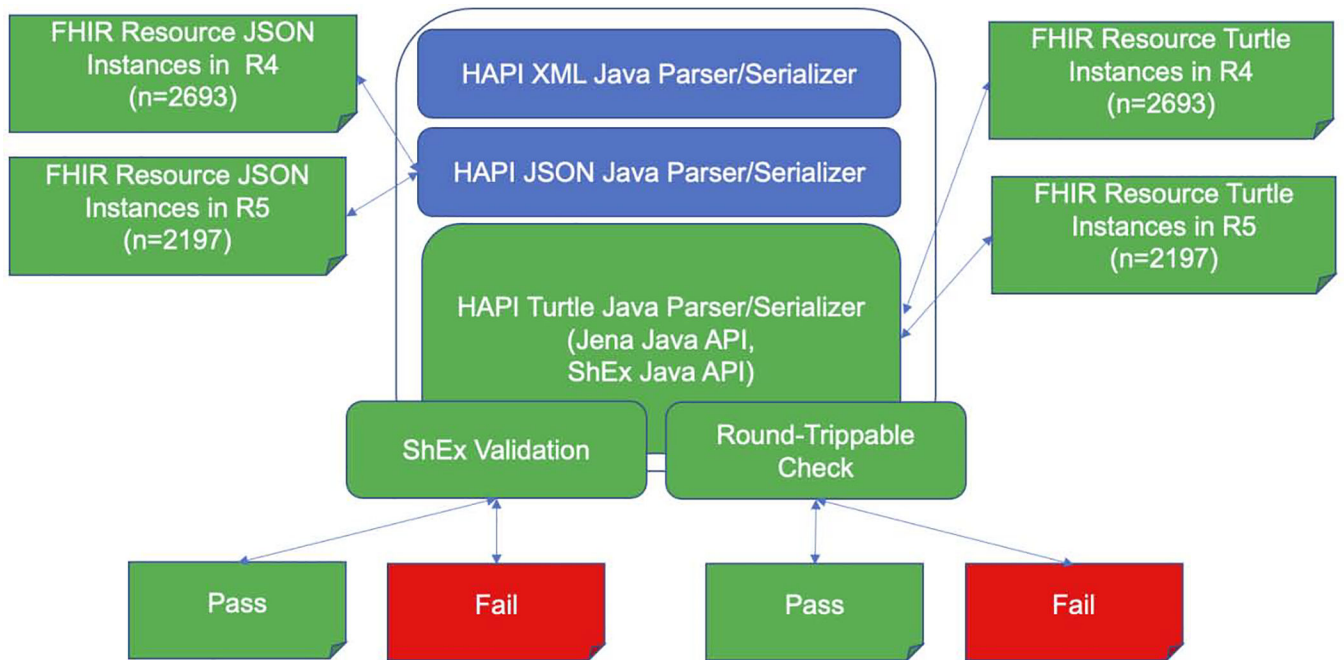 FHIR Resource JSON
Instances in R4
(n=2693)
FHIR Resource JSON
Instances in R5
(n=2197)
HAPI XML Java Parser/Serializer
HAPI JSON Java Parser/Serializer
HAPI Turtle Java Parser/Serializer
(Jena Java API,
ShEx Java API)
FHIR Resource Turtle
Instances in R4
(n=2693)
FHIR Resource Turtle
Instances in R5
(n=2197)
ShEx Validation
Round-Trippable
Check
Pass
Fail
Pass
Fail